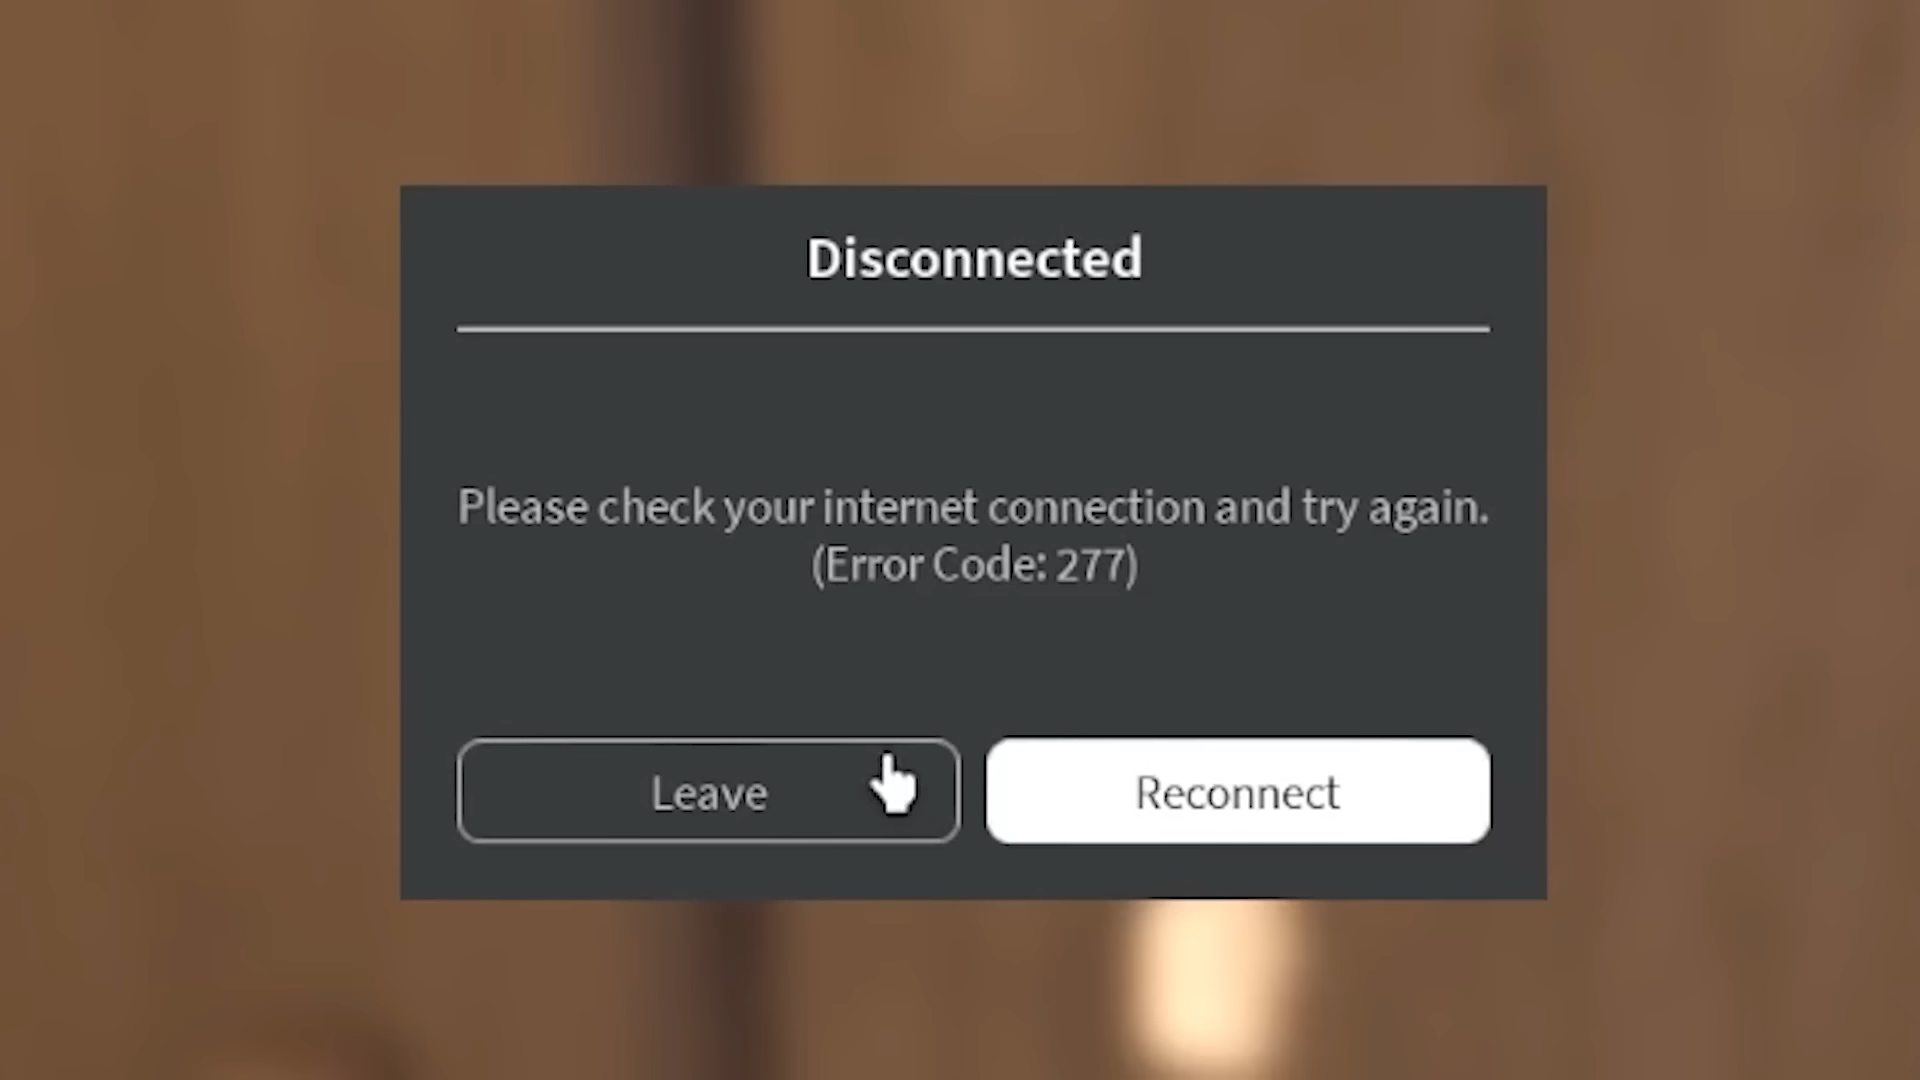 Disconnected
Please check your internet connection and try again.
(Error Code: 277)
Leave
Reconnect